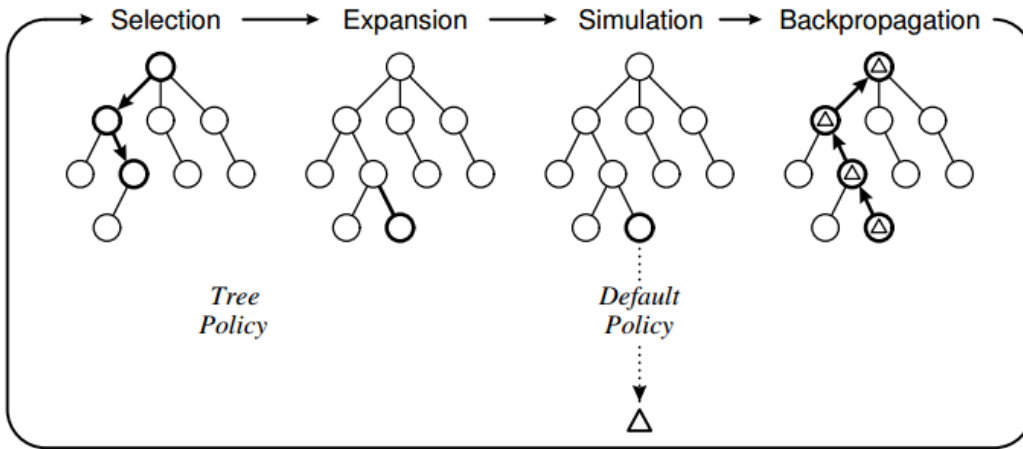 Selection Expansion Simulation Backpropagation
Tree
Policy
Default
Policy